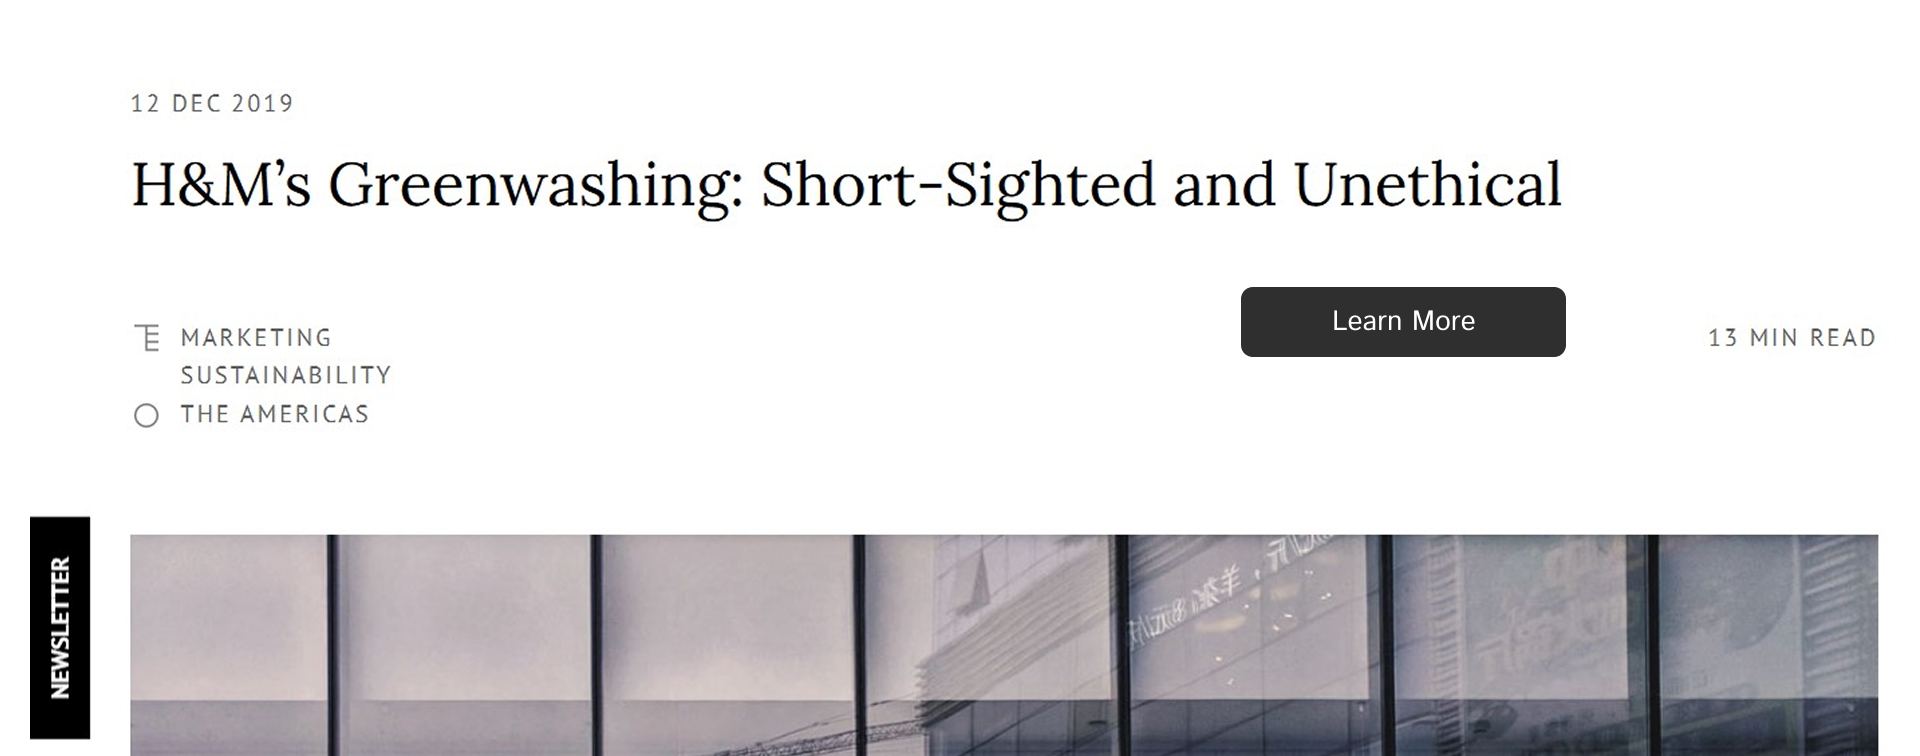 12 DEC 2019
H&M’s Greenwashing: Short-Sighted and Unethical
Learn More
MARKETING
13 MIN READ
SUSTAINABILITY
THE AMERICAS
NEWSLETTER